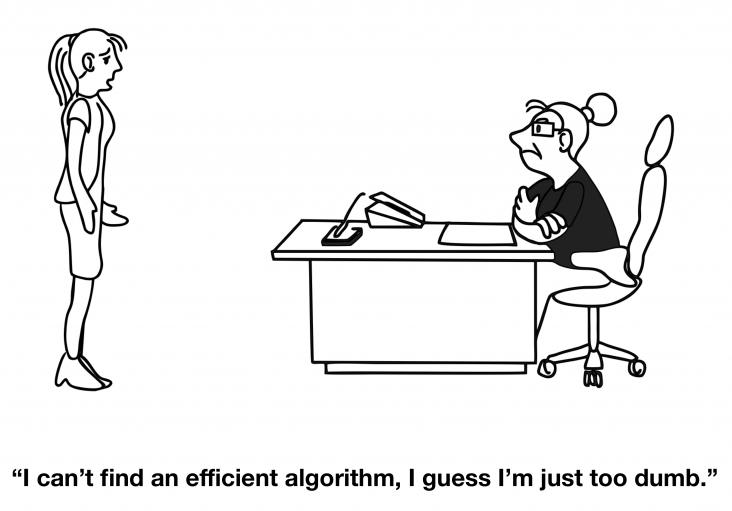 “I can’t find an efficient algorithm, I guess I’m just too dumb.”